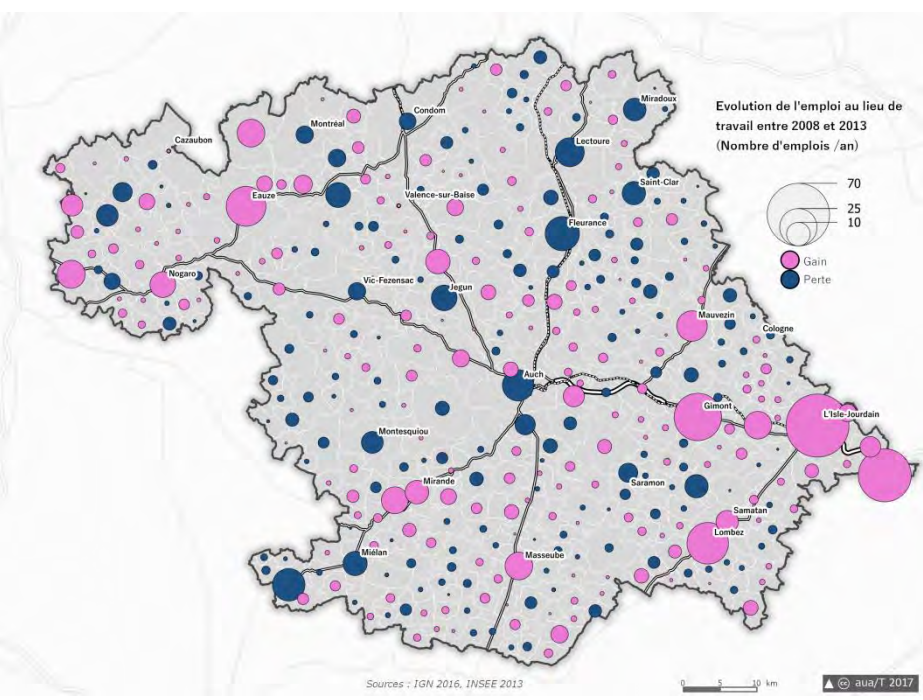 Evolution de l'emploi au lieu de
travail entre 2008 et 2013
(Nombre d'emplois /an)
70
25
10
Gain
Perte
Miradoux
Condom
Montréal
Cazaubon
Lectoure
Saint-Clar
Eauze
Valence-sur-Baise
Fleurance
Nogaro
Vic-Fezensac
Jegun
Mauvezin
Cologne
Auch
Gimont
L'Isle-Jourdain
Montesquiou
Mirande
Saramon
Samatan
Lombez
Miélan
Masseube
Sources : IGN 2016, INSEE 2013
0 5 10 km
cc aua/T 2017